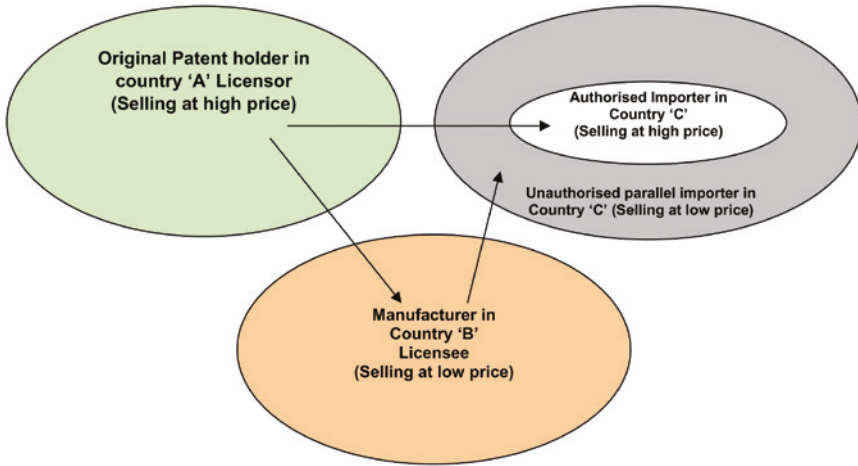 Original Patent holder in
country ‘A’ Licensor
(Selling at high price)
Authorised Importer in
Country ‘C’
(Selling at high price)
Unauthorised parallel importer in
Country ‘C’ (Selling at low price)
Manufacturer in
Country ‘B’
Licensee
(Selling at low price)